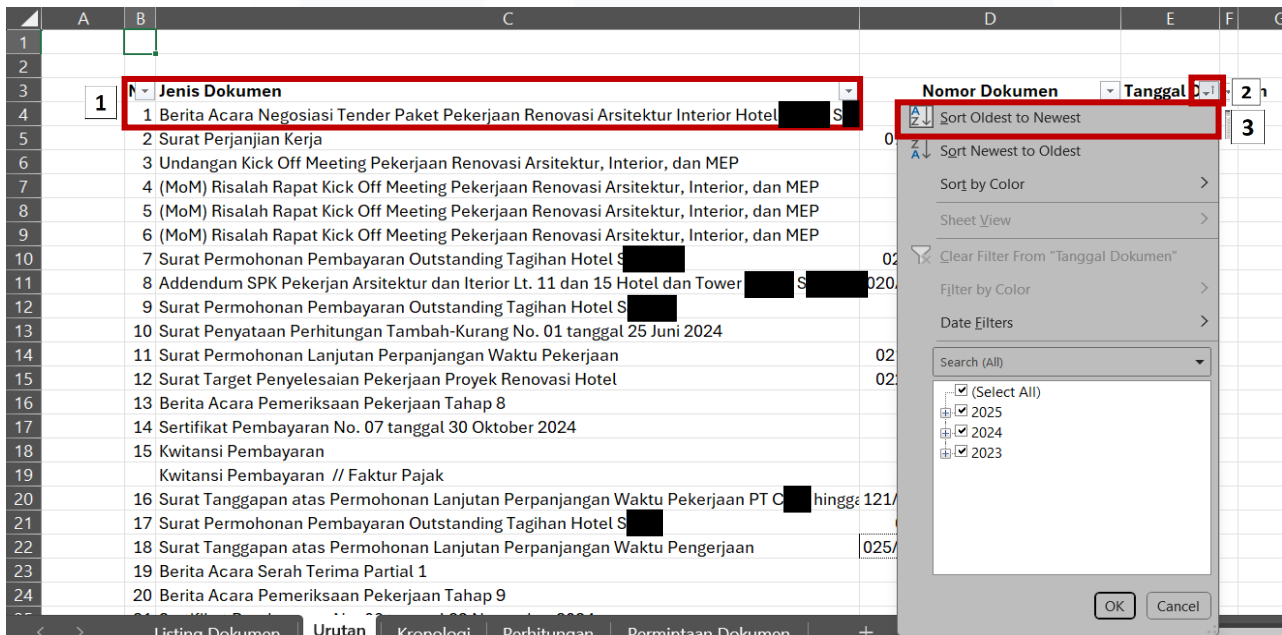 A B C D E F G
1
2
3 N Jenis Dokumen Nomor Dokumen Tanggal D 2
1
4 1 Berita Acara Negosiasi Tender Paket Pekerjaan Renovasi Arsitektur Interior Hotel S
Sort Oldest to Newest 3
5 2 Surat Perjanjian Kerja 0
Sort Newest to Oldest
6 3 Undangan Kick Off Meeting Pekerjaan Renovasi Arsitektur, Interior, dan MEP
7 4 (MoM) Risalah Rapat Kick Off Meeting Pekerjaan Renovasi Arsitektur, Interior, dan MEP
Sort by Color
8 5 (MoM) Risalah Rapat Kick Off Meeting Pekerjaan Renovasi Arsitektur, Interior, dan MEP
Sheet View
9 6 (MoM) Risalah Rapat Kick Off Meeting Pekerjaan Renovasi Arsitektur, Interior, dan MEP
10 7 Surat Permohonan Pembayaran Outstanding Tagihan Hotel S 02
Clear Filter From "Tanggal Dokumen"
11 8 Addendum SPK Pekerjan Arsitektur dan Iterior Lt. 11 dan 15 Hotel dan Tower S 020/
Filter by Color
12 9 Surat Permohonan Pembayaran Outstanding Tagihan Hotel S
13 10 Surat Penyataan Perhitungan Tambah-Kurang No. 01 tanggal 25 Juni 2024
Date Filters
14 11 Surat Permohonan Lanjutan Perpanjangan Waktu Pekerjaan 02
Search (All)
15 12 Surat Target Penyelesaian Pekerjaan Proyek Renovasi Hotel 02
(Select All)
16 13 Berita Acara Pemeriksaan Pekerjaan Tahap 8
2025
17 14 Sertifikat Pembayaran No. 07 tanggal 30 Oktober 2024
2024
18 15 Kwitansi Pembayaran
2023
19 Kwitansi Pembayaran // Faktur Pajak
20 16 Surat Tanggapan atas Permohonan Lanjutan Perpanjangan Waktu Pekerjaan PT C hingga 121/
21 17 Surat Permohonan Pembayaran Outstanding Tagihan Hotel S
22 18 Surat Tanggapan atas Permohonan Lanjutan Perpanjangan Waktu Pengerjaan 025/
23 19 Berita Acara Serah Terima Partial 1
24 20 Berita Acara Pemeriksaan Pekerjaan Tahap 9
OK Cancel
Listing Dokumen Urutan Kronologi Perhitungan Permintaan Dokumen